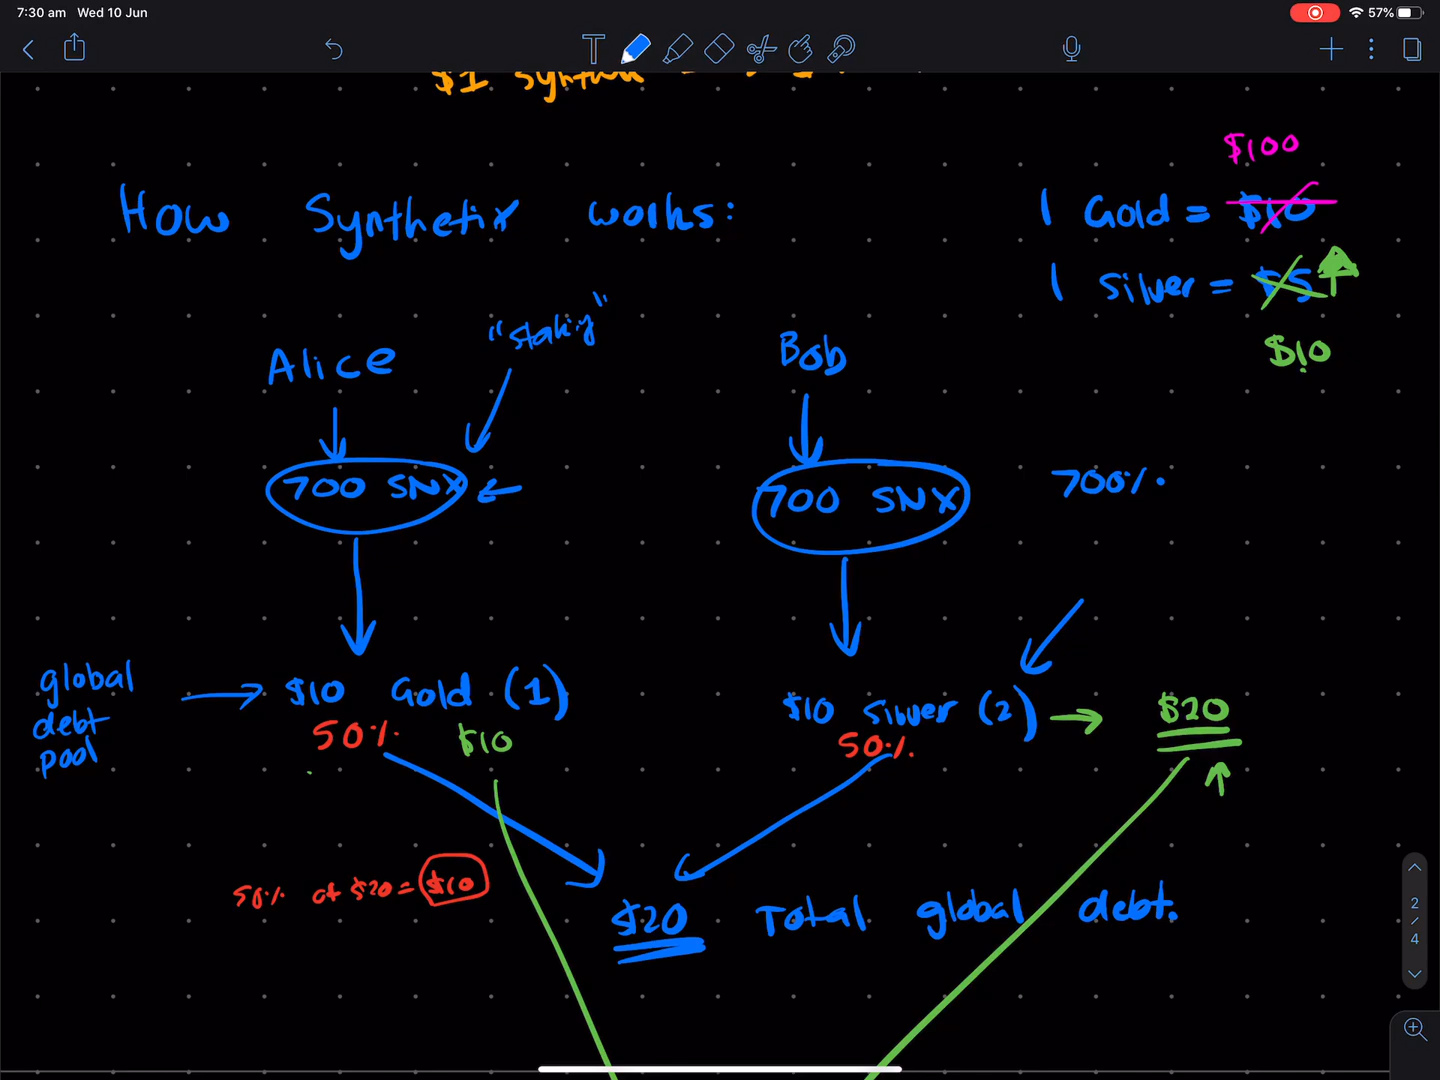 7:30 am Wed 10 Jun
57%
$1 Synthetic
How Synthetix works:
$100
1 Gold = $10
1 Silver = $5
$10
Alice
"staking"
Bob
700 SNX
700 SNX
700%.
global
debt
pool
$10 Gold (1)
50%.
$10
$10 Silver (2)
50%.
$20
50% of $20 = $10
$20 Total global debt.
2
/
4